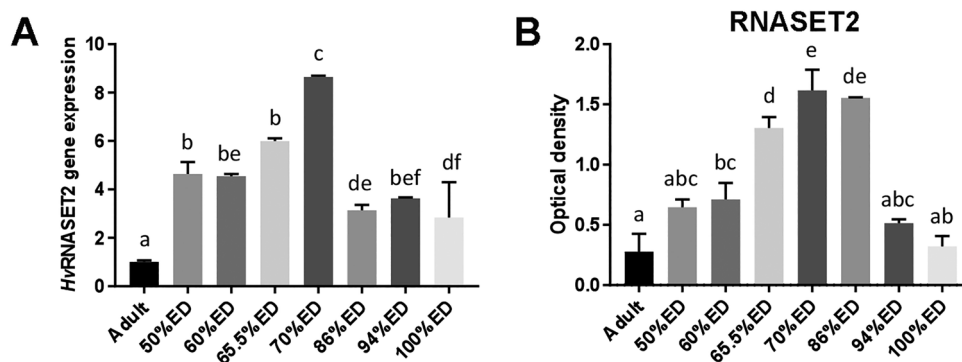 A
HvRNASET2 gene expression
10
8
6
4
2
0
a
b
be
b
c
de
bef
df
Adult
50%ED
60%ED
65.5%ED
70%ED
86%ED
94%ED
100%ED
B
RNASET2
Optical density
2.0
1.5
1.0
0.5
0.0
a
abc
bc
d
e
de
abc
ab
Adult
50%ED
60%ED
65.5%ED
70%ED
86%ED
94%ED
100%ED